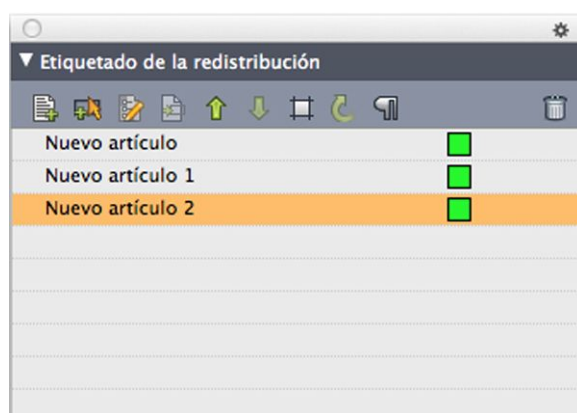 Etiquetado de la redistribución
Nuevo artículo
Nuevo artículo 1
Nuevo artículo 2